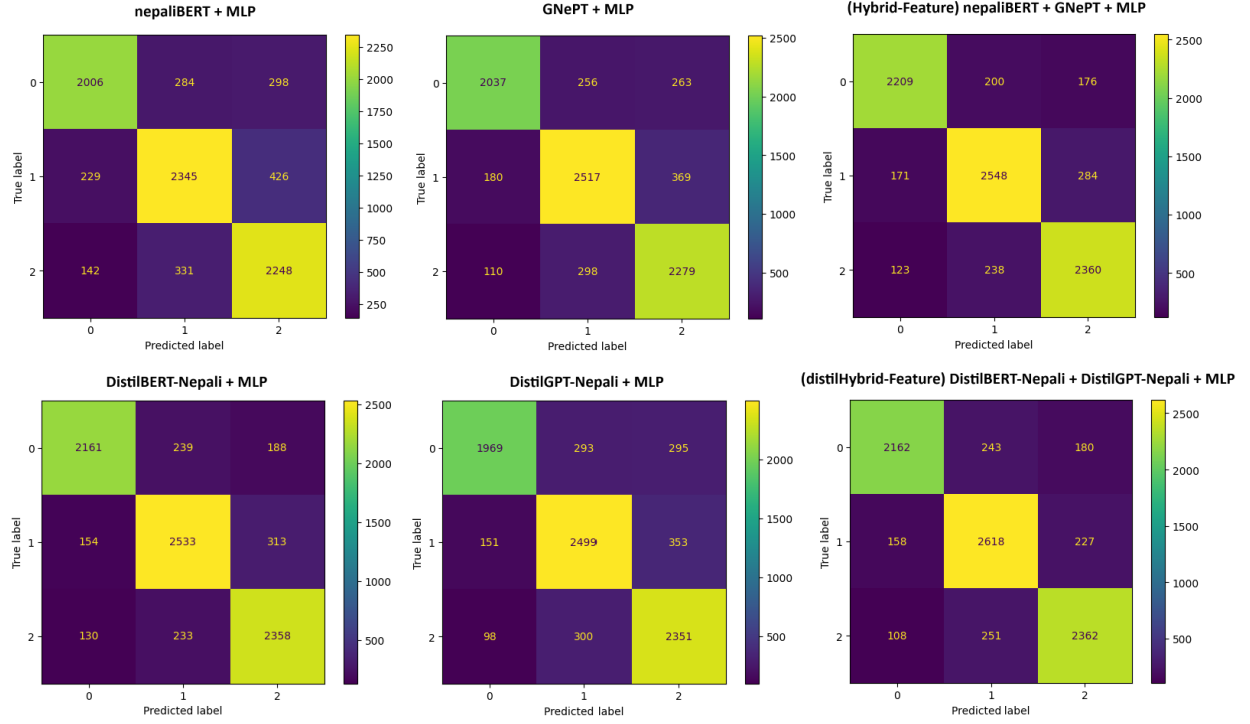 nepaliBERT + MLP
0 2006 284 298
1 229 2345 426
2 142 331 2248
0 1 2
True label
Predicted label
2250
2000
1750
1500
1250
1000
750
500
250
GNePT + MLP
0 2037 256 263
1 180 2517 369
2 110 298 2279
0 1 2
True label
Predicted label
2500
2000
1500
1000
500
(Hybrid-Feature) nepaliBERT + GNePT + MLP
0 2209 200 176
1 171 2548 284
2 123 238 2360
0 1 2
True label
Predicted label
2500
2000
1500
1000
500
DistilBERT-Nepali + MLP
0 2161 239 188
1 154 2533 313
2 130 233 2358
0 1 2
True label
Predicted label
2500
2000
1500
1000
500
DistilGPT-Nepali + MLP
0 1969 293 295
1 151 2499 353
2 98 300 2351
0 1 2
True label
Predicted label
2000
1500
1000
500
(distilHybrid-Feature) DistilBERT-Nepali + DistilGPT-Nepali + MLP
0 2162 243 180
1 158 2618 227
2 108 251 2362
0 1 2
True label
Predicted label
2500
2000
1500
1000
500